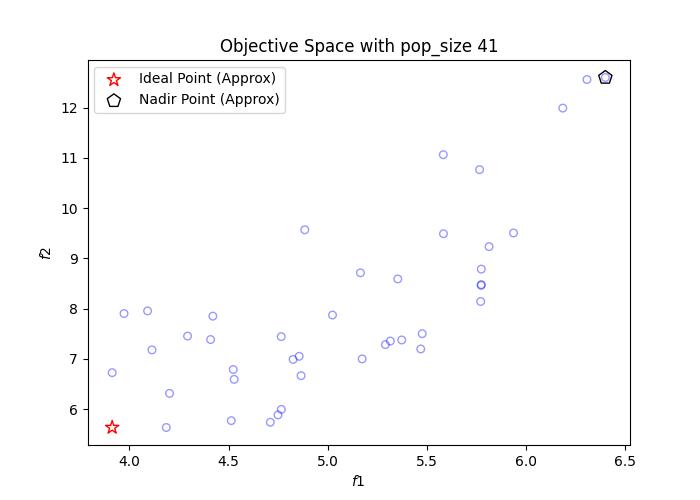 Objective Space with pop_size 41
Ideal Point (Approx)
Nadir Point (Approx)
12
11
10
9
8
7
6
f2
4.0 4.5 5.0 5.5 6.0 6.5
f1